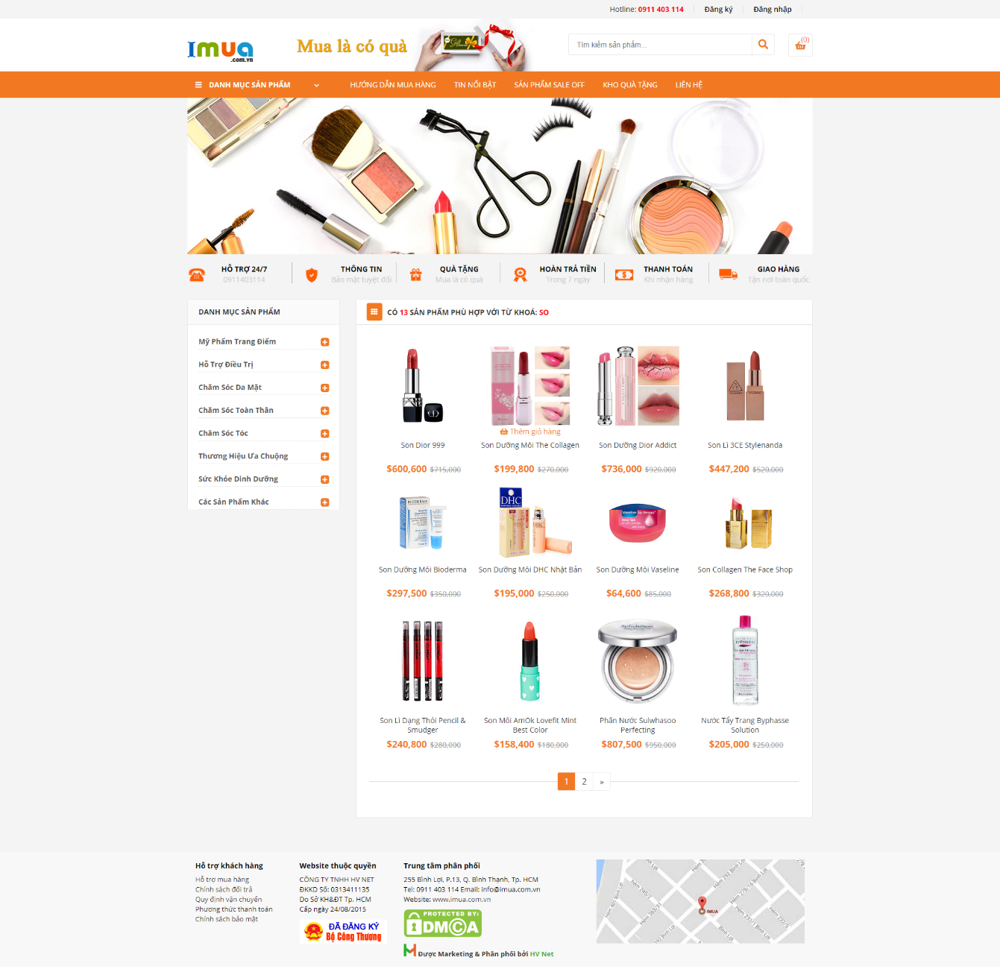 Hotline: 0911 403 114
Đăng ký
Đăng nhập
Imua
.com.vn
Mua là có quà
Tìm kiếm sản phẩm...
(0)
DANH MỤC SẢN PHẨM
HƯỚNG DẪN MUA HÀNG
TIN NỔI BẬT
SẢN PHẨM SALE OFF
KHO QUÀ TẶNG
LIÊN HỆ
HỖ TRỢ 24/7
0911403114
THÔNG TIN
Bảo mật tuyệt đối
QUÀ TẶNG
Mua là có quà
HOÀN TRẢ TIỀN
Trong 7 ngày
THANH TOÁN
Khi nhận hàng
GIAO HÀNG
Tận nơi toàn quốc
DANH MỤC SẢN PHẨM
Mỹ Phẩm Trang Điểm
Hỗ Trợ Điều Trị
Chăm Sóc Da Mặt
Chăm Sóc Toàn Thân
Chăm Sóc Tóc
Thương Hiệu Ưa Chuộng
Sức Khỏe Dinh Dưỡng
Các Sản Phẩm Khác
CÓ 13 SẢN PHẨM PHÙ HỢP VỚI TỪ KHOÁ: SO
Thêm giỏ hàng
Son Dior 999
Son Dưỡng Môi The Collagen
Son Dưỡng Dior Addict
Son Lì 3CE Stylenanda
$600,600 $715,000
$199,800 $270,000
$736,000 $920,000
$447,200 $520,000
BIODERMA
DHC
DHC
Vaseline lip therapy
Son Dưỡng Môi Bioderma
Son Dưỡng Môi DHC Nhật Bản
Son Dưỡng Môi Vaseline
Son Collagen The Face Shop
$297,500 $350,000
$195,000 $250,000
$64,600 $85,000
$268,800 $320,000
Sulwhasoo
BYPHASSE
Son Lì Dạng Thỏi Pencil &
Smudger
Son Môi AmOk Lovefit Mint
Best Color
Phấn Nước Sulwhasoo
Perfecting
Nước Tẩy Trang Byphasse
Solution
$240,800 $280,000
$158,400 $180,000
$807,500 $950,000
$205,000 $250,000
1
2
»
Hỗ trợ khách hàng
Hỗ trợ mua hàng
Chính sách đổi trả
Quy định vận chuyển
Phương thức thanh toán
Chính sách bảo mật
Website thuộc quyền
CÔNG TY TNHH HV NET
ĐKKD Số: 0313411135
Do Sở KH&ĐT Tp. HCM
Cấp ngày 24/08/2015
ĐÃ ĐĂNG KÝ
Bộ Công Thương
Trung tâm phân phối
255 Bình Lợi, P.13, Q. Bình Thạnh, Tp. HCM
Tel: 0911 403 114 Email: info@imua.com.vn
Website: www.imua.com.vn
PROTECTED BY:
DMCA
Được Marketing & Phân phối bởi HV Net
IMUA
Bình Lợi
Bình Lợi